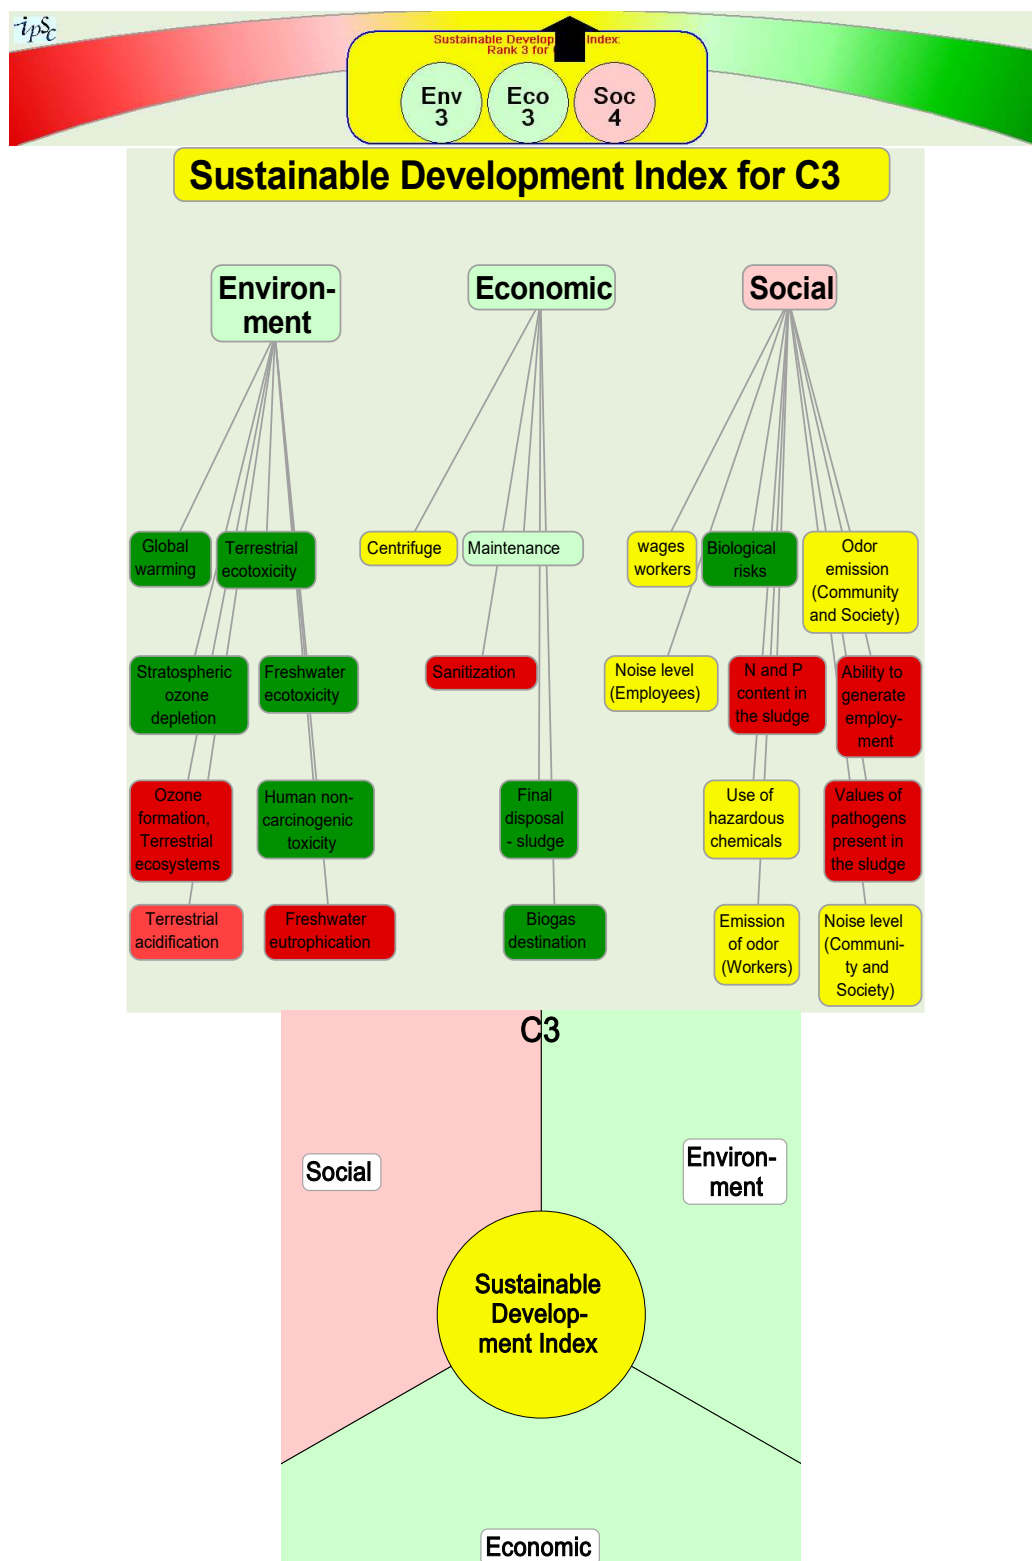 ipSc
Sustainable Develop Index:
Rank 3 for
Env
3
Eco
3
Soc
4
Sustainable Development Index for C3
Environ-
ment
Economic
Social
Global
warming
Terrestrial
ecotoxicity
Centrifuge
Maintenance
wages
workers
Biological
risks
Odor
emission
(Community
and Society)
Stratospheric
ozone
depletion
Freshwater
ecotoxicity
Sanitization
Noise level
(Employees)
N and P
content in
the sludge
Ability to
generate
employ-
ment
Ozone
formation,
Terrestrial
ecosystems
Human non-
carcinogenic
toxicity
Final
disposal
- sludge
Use of
hazardous
chemicals
Values of
pathogens
present in
the sludge
Terrestrial
acidification
Freshwater
eutrophication
Biogas
destination
Emission
of odor
(Workers)
Noise level
(Communi-
ty and
Society)
C3
Social
Environ-
ment
Sustainable
Develop-
ment Index
Economic